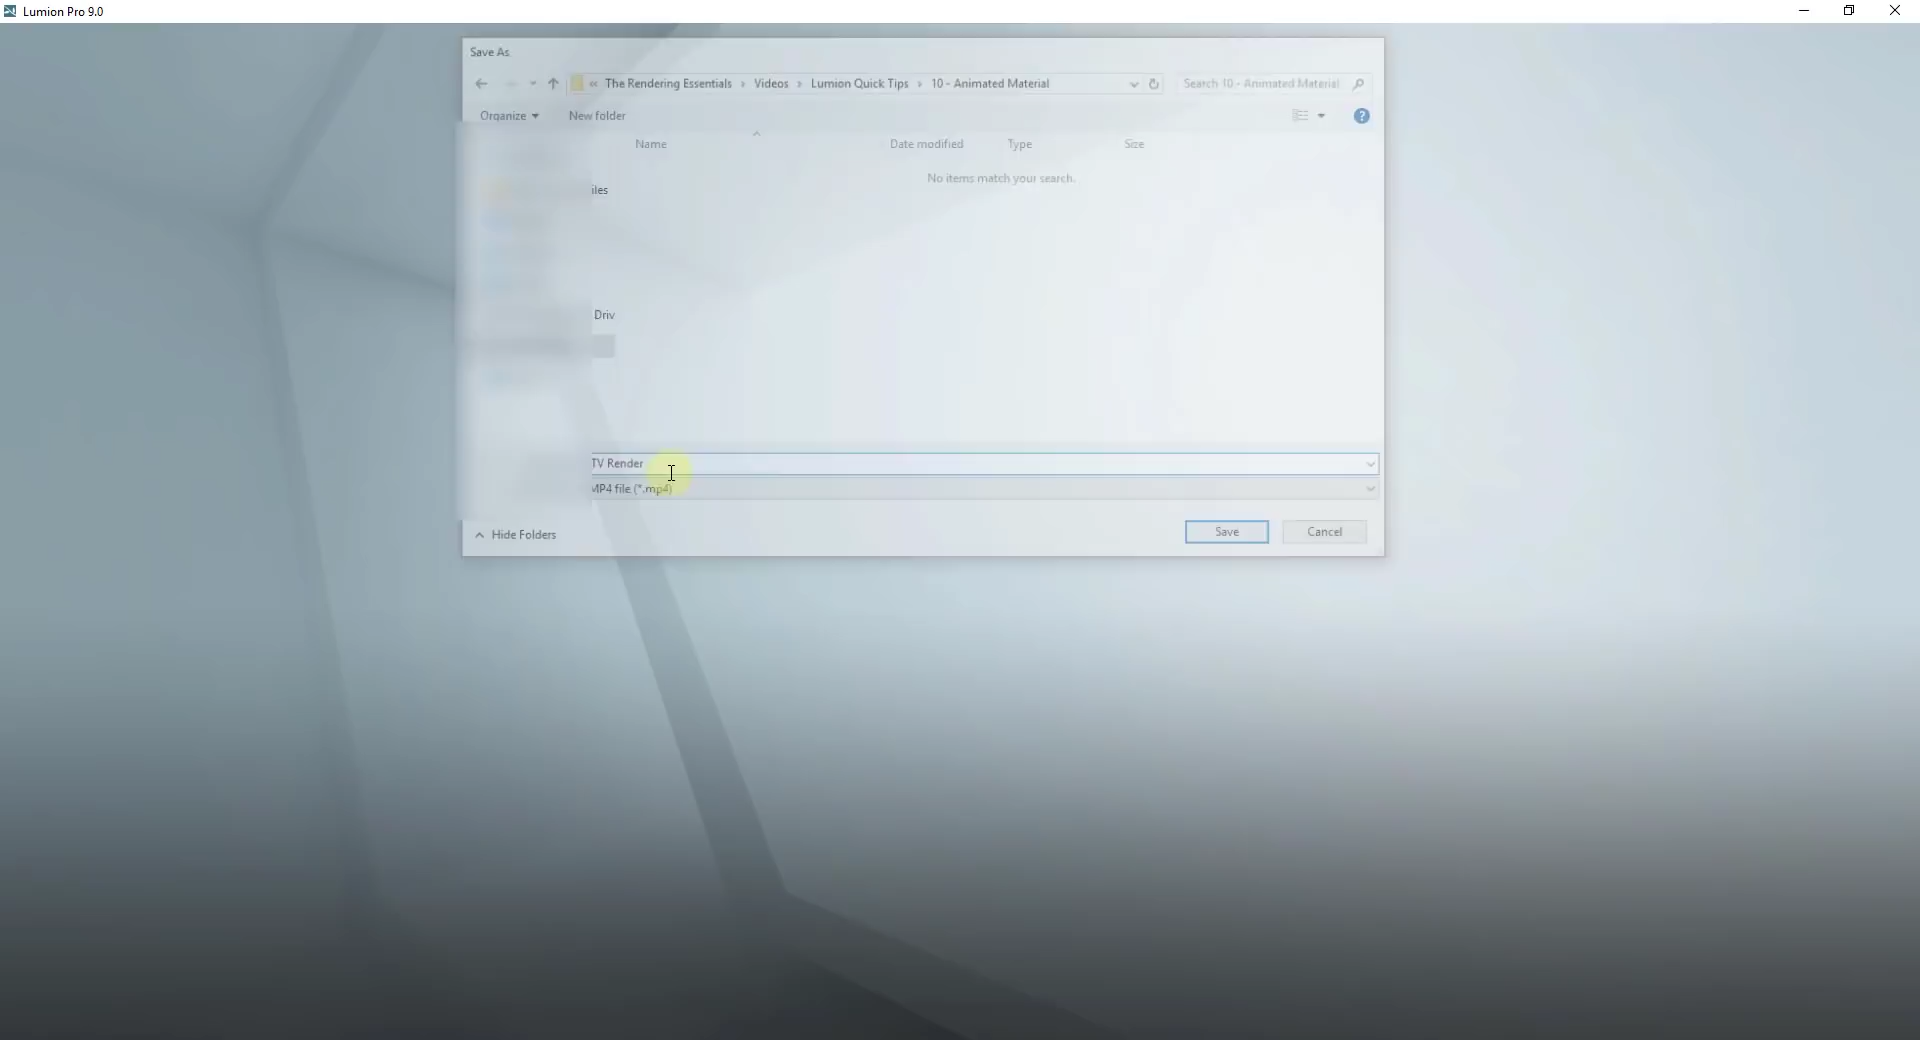 Lumion Pro 9.0
Save As
« The Rendering Essentials › Videos › Lumion Quick Tips › 10 - Animated Material
Search 10 - Animated Material
Organize
New folder
Name
Date modified
Type
Size
No items match your search.
iles
Driv
TV Render
MP4 file (*.mp4)
Hide Folders
Save
Cancel